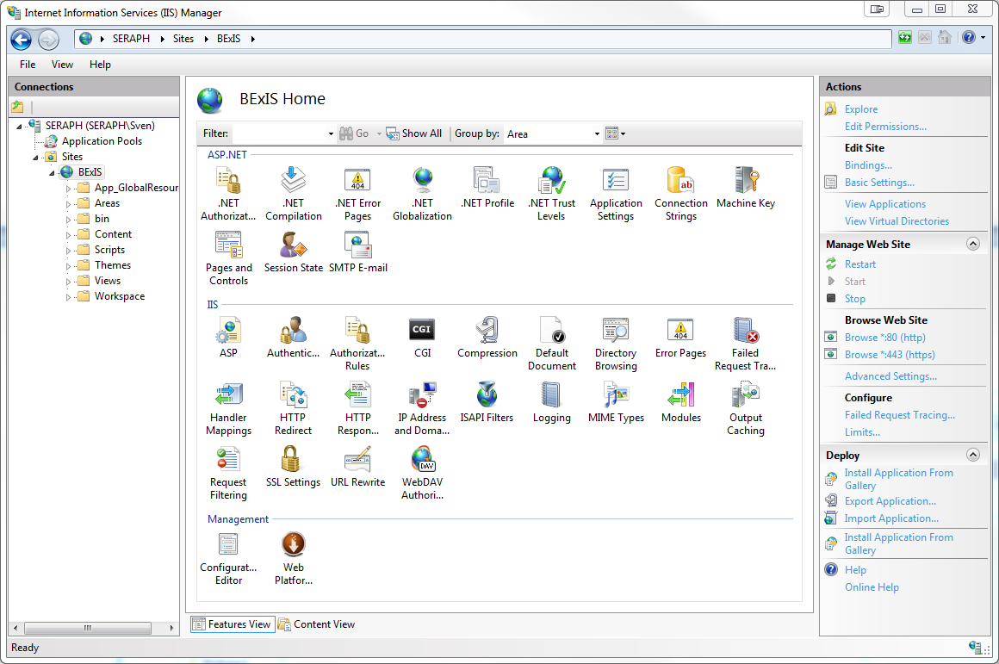 Internet Information Services (IIS) Manager
SERAPH
Sites
BExIS
File View Help
Connections
SERAPH (SERAPH\Sven)
Application Pools
Sites
BExIS
App_GlobalResour
Areas
bin
Content
Scripts
Themes
Views
Workspace
BExIS Home
Filter: Go Show All Group by: Area
ASP.NET
.NET
Authorizat...
.NET
Compilation
.NET Error
Pages
.NET
Globalization
.NET Profile
.NET Trust
Levels
Application
Settings
Connection
Strings
ab
Machine Key
404
Pages and
Controls
Session State
SMTP E-mail
IIS
ASP
Authentic...
Authorizat...
Rules
CGI
CGI
Compression
Default
Document
Directory
Browsing
404
Error Pages
Failed
Request Tra...
Handler
Mappings
HTTP
Redirect
HTTP
Respon...
IP Address
and Doma...
ISAPI Filters
Logging
MIME Types
Modules
Output
Caching
Request
Filtering
SSL Settings
URL Rewrite
DAV
WebDAV
Authori...
Management
Configurat...
Editor
Web
Platfor...
Features View
Content View
Actions
Explore
Edit Permissions...
Edit Site
Bindings...
Basic Settings...
View Applications
View Virtual Directories
Manage Web Site
Restart
Start
Stop
Browse Web Site
Browse *:80 (http)
Browse *:443 (https)
Advanced Settings...
Configure
Failed Request Tracing...
Limits...
Deploy
Install Application From
Gallery
Export Application...
Import Application...
Install Application From
Gallery
Help
Online Help
Ready